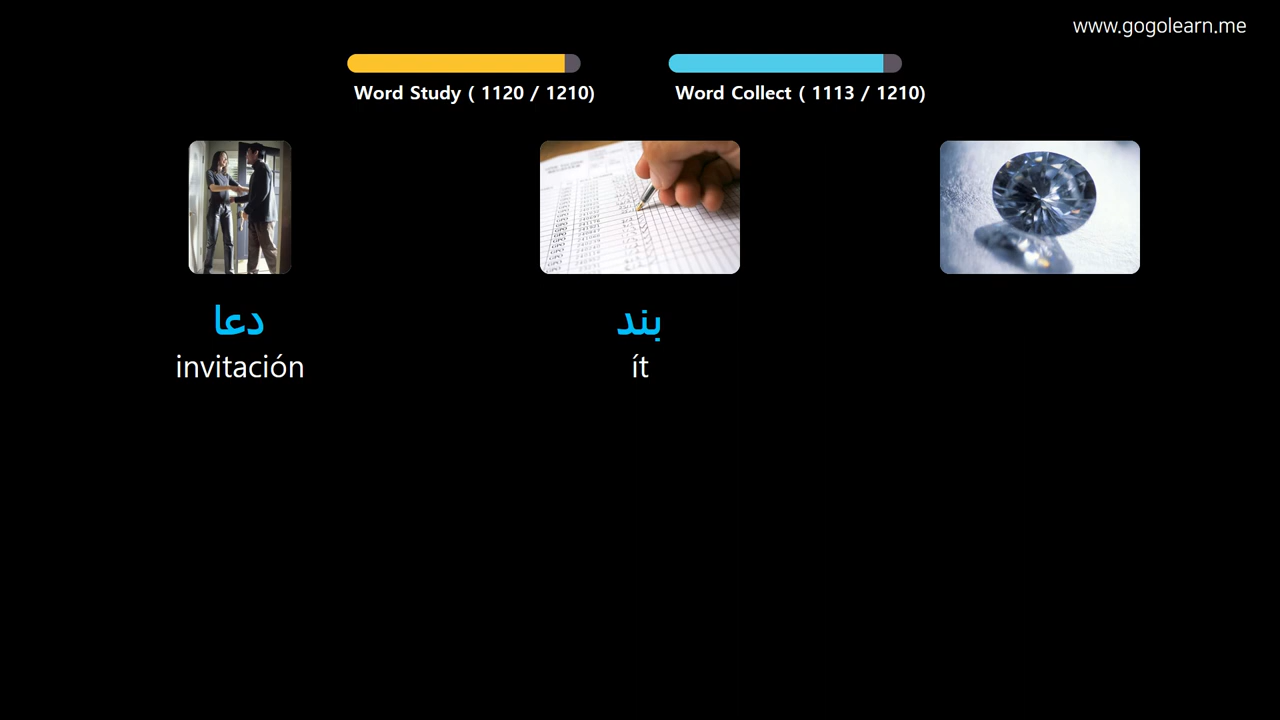 www.gogolearn.me
Word Study ( 1120 / 1210)
Word Collect ( 1113 / 1210)
دعا
بند
invitación
ít